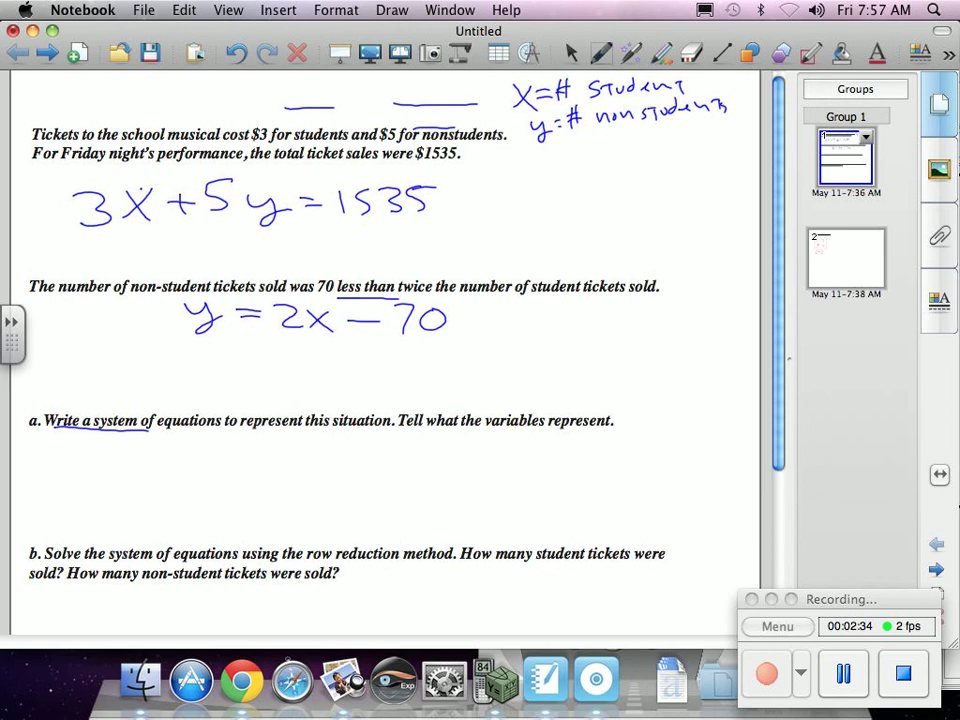 Notebook File Edit View Insert Format Draw Window Help Fri 7:57 AM
Untitled
Groups
Group 1
X=# student
y=# nonstudents
Tickets to the school musical cost $3 for students and $5 for nonstudents.
For Friday night's performance, the total ticket sales were $1535.
3x+5y=1535
1
May 11-7:36 AM
The number of non-student tickets sold was 70 less than twice the number of student tickets sold.
y=2x-70
2
May 11-7:38 AM
a. Write a system of equations to represent this situation. Tell what the variables represent.
b. Solve the system of equations using the row reduction method. How many student tickets were
sold? How many non-student tickets were sold?
Recording...
Menu 00:02:34 2 fps
Exp
84